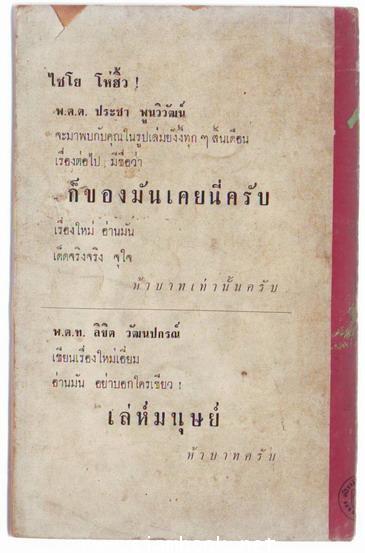 ไชโย โห่ฮิ้ว !
พ.ต.ต. ประชา พูนวิวัฒน์
จะมาพบกับคุณในรูปเล่มยังงี้ทุก ๆ สิ้นเดือน
เรื่องต่อไป มีชื่อว่า
ก็ของมันเคยนี่ครับ
เรื่องใหม่ อ่านมัน
เด็ดจริงจริง จุใจ
ห้าบาทเท่านั้นครับ
พ.ต.ท. ลิขิต วัฒนปกรณ์
เขียนเรื่องใหม่เอี่ยม
อ่านมัน อย่าบอกใครเชียว !
เล่ห์มนุษย์
ห้าบาทครับ